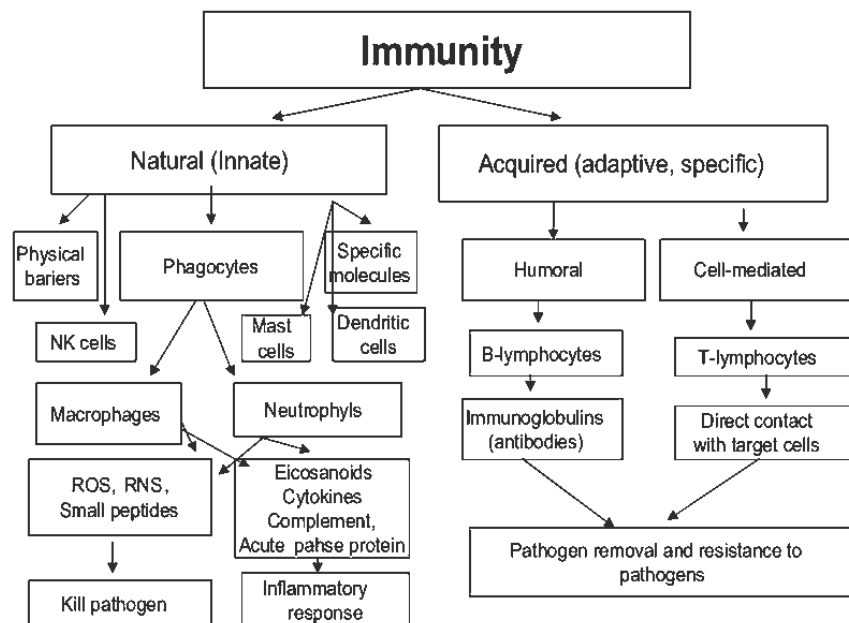 Immunity
Natural (Innate)
Acquired (adaptive, specific)
Physical
bariers
Phagocytes
Specific
molecules
Humoral
Cell-mediated
NK cells
Mast
cells
Dendritic
cells
B-lymphocytes
T-lymphocytes
Macrophages
Neutrophyls
Immunoglobulins
(antibodies)
Direct contact
with target cells
ROS, RNS,
Small peptides
Eicosanoids
Cytokines
Complement,
Acute pahse protein
Pathogen removal and resistance to
pathogens
Kill pathogen
Inflammatory
response